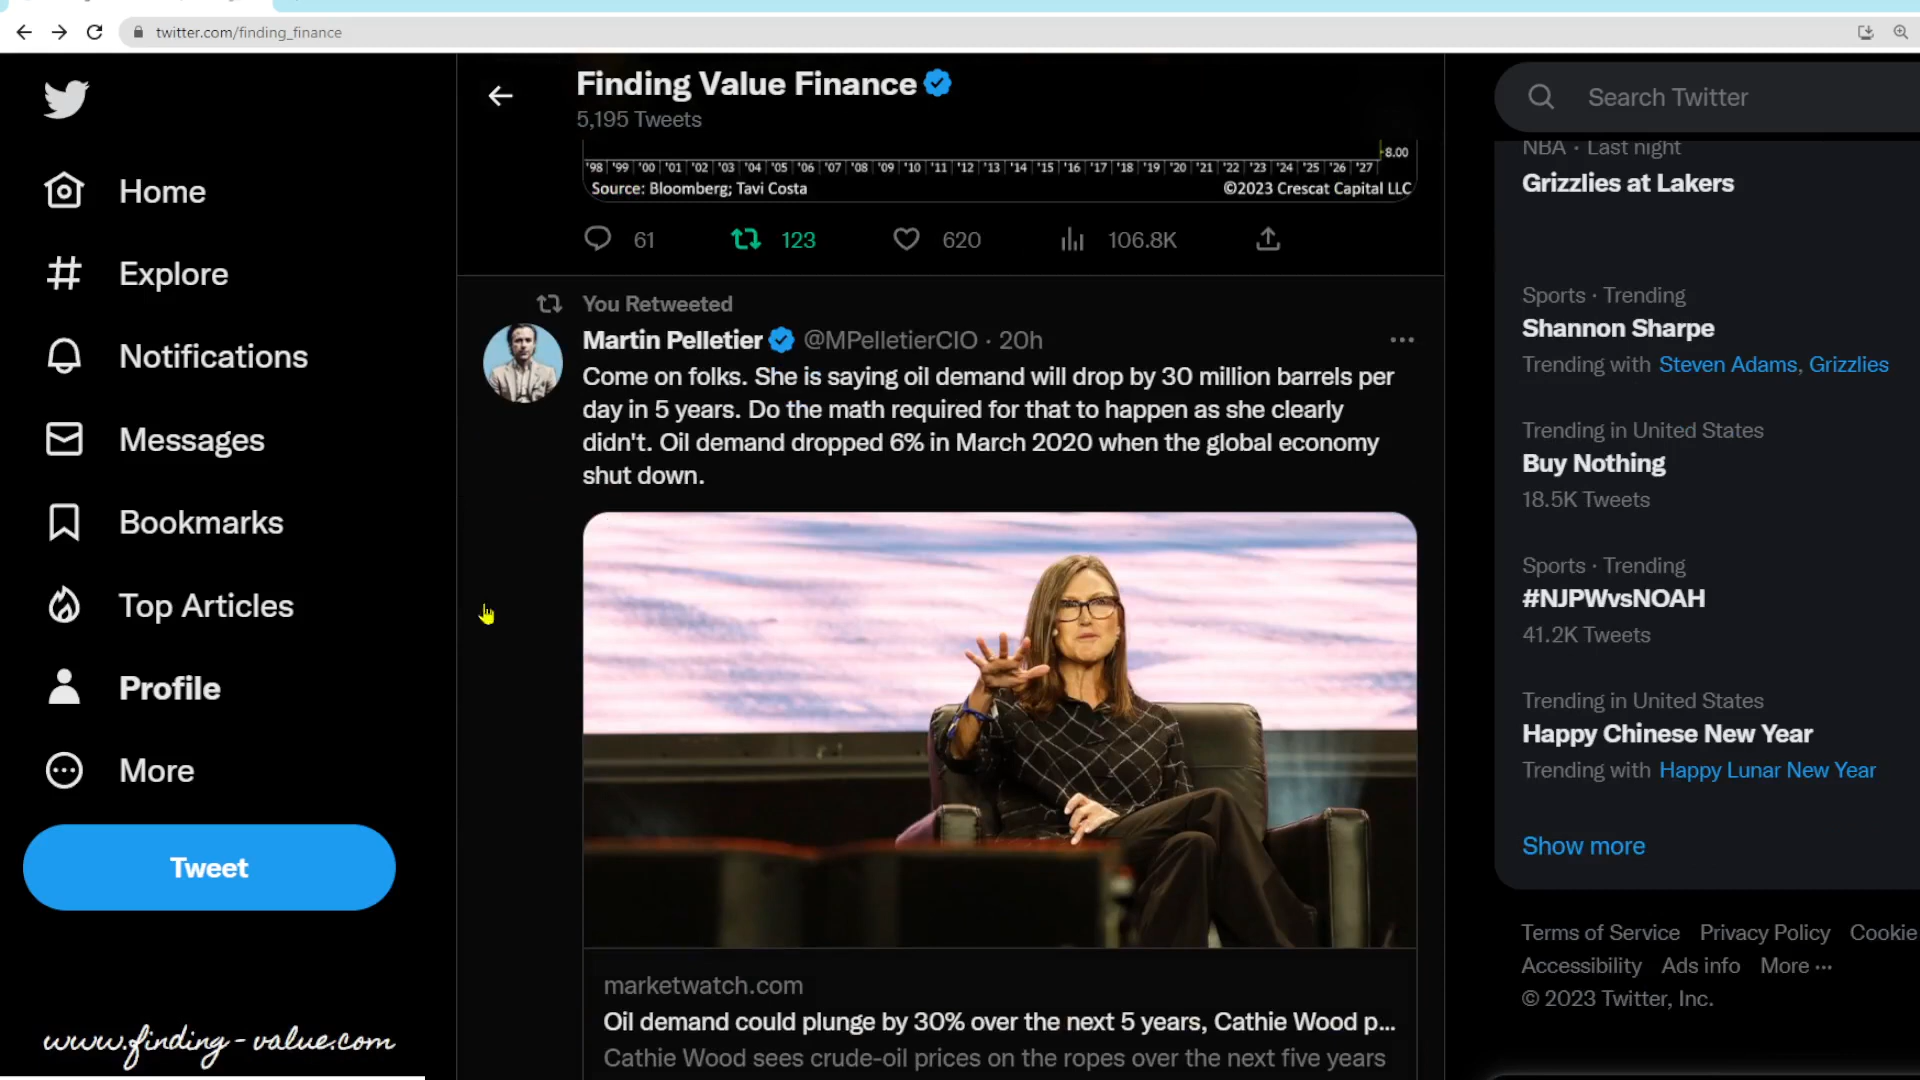 twitter.com/finding_finance
Home
Explore
Notifications
Messages
Bookmarks
Top Articles
Profile
More
Tweet
www.finding-value.com
Finding Value Finance
5,195 Tweets
8.00
'98 '99 '00 '01 '02 '03 '04 '05 '06 '07 '08 '09 '10 '11 '12 '13 '14 '15 '16 '17 '18 '19 '20 '21 '22 '23 '24 '25 '26 '27
Source: Bloomberg; Tavi Costa ©2023 Crescat Capital LLC
61 123 620 106.8K
You Retweeted
Martin Pelletier @MPelletierCIO · 20h
Come on folks. She is saying oil demand will drop by 30 million barrels per
day in 5 years. Do the math required for that to happen as she clearly
didn't. Oil demand dropped 6% in March 2020 when the global economy
shut down.
marketwatch.com
Oil demand could plunge by 30% over the next 5 years, Cathie Wood p...
Cathie Wood sees crude-oil prices on the ropes over the next five years
Search Twitter
NBA · Last night
Grizzlies at Lakers
Sports · Trending
Shannon Sharpe
Trending with Steven Adams, Grizzlies
Trending in United States
Buy Nothing
18.5K Tweets
Sports · Trending
#NJPWvsNOAH
41.2K Tweets
Trending in United States
Happy Chinese New Year
Trending with Happy Lunar New Year
Show more
Terms of Service Privacy Policy Cookie
Accessibility Ads info More ···
© 2023 Twitter, Inc.